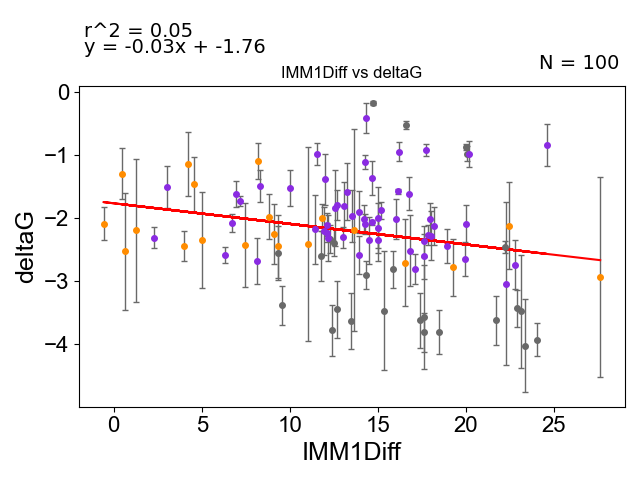 r^2 = 0.05
y = -0.03x + -1.76
N = 100
IMM1Diff vs deltaG
0
−1
−2
−3
−4
deltaG
0 5 10 15 20 25
IMM1Diff